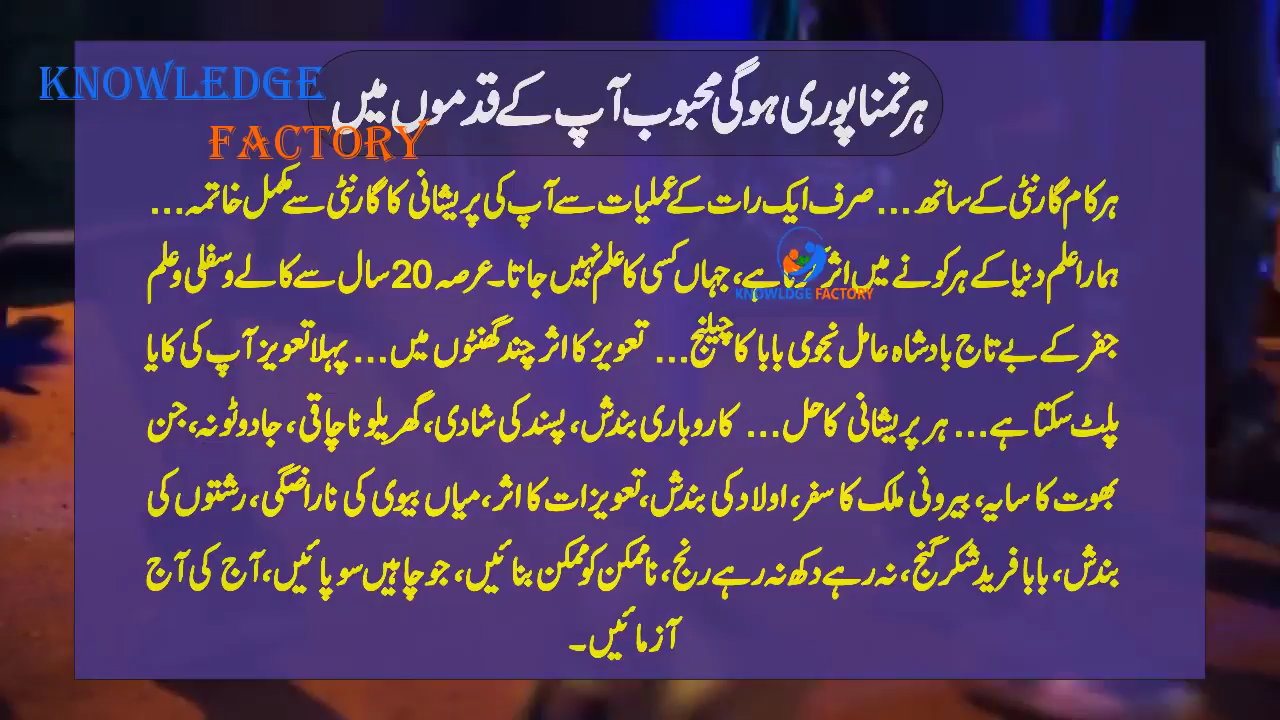 KNOWLEDGE
FACTORY
ہر تمنا پوری ہو گی محبوب آپ کے قدموں میں
ہر کام گارنٹی کے ساتھ... صرف ایک رات کے عملیات سے آپ کی پریشانی کا گارنٹی سے مکمل خاتمہ...
ہمارا علم دنیا کے ہر کونے میں اثر کرتا ہے، جہاں کسی کا علم نہیں جاتا۔ عرصہ 20 سال سے کالے و سفلی و علم
KNOWLDGE FACTORY
جفر کے بے تاج بادشاہ عامل نجومی بابا کا چیلنج... تعویز کا اثر چند گھنٹوں میں... پہلا تعویز آپ کی کایا
پلٹ سکتا ہے... ہر پریشانی کا حل... کاروباری بندش، پسند کی شادی، گھریلو ناچاقی، جادو ٹونہ، جن
بھوت کا سایہ، بیرونی ملک کا سفر، اولاد کی بندش، تعویزات کا اثر، میاں بیوی کی ناراضگی، رشتوں کی
بندش، بابا فرید شکر گنج، نہ رہے دکھ نہ رہے رنج، ناممکن کو ممکن بنائیں، جو چاہیں سو پائیں، آج کی آج
آزمائیں۔